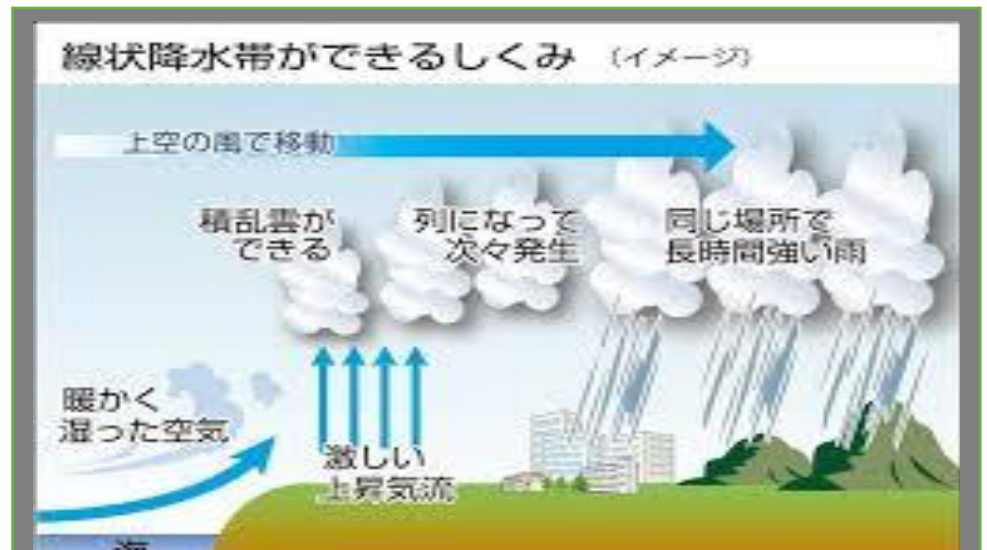 線状降水帯ができるしくみ （イメージ）
上空の風で移動
積乱雲が
できる
列になって
次々発生
同じ場所で
長時間強い雨
暖かく
湿った空気
激しい
上昇気流
海